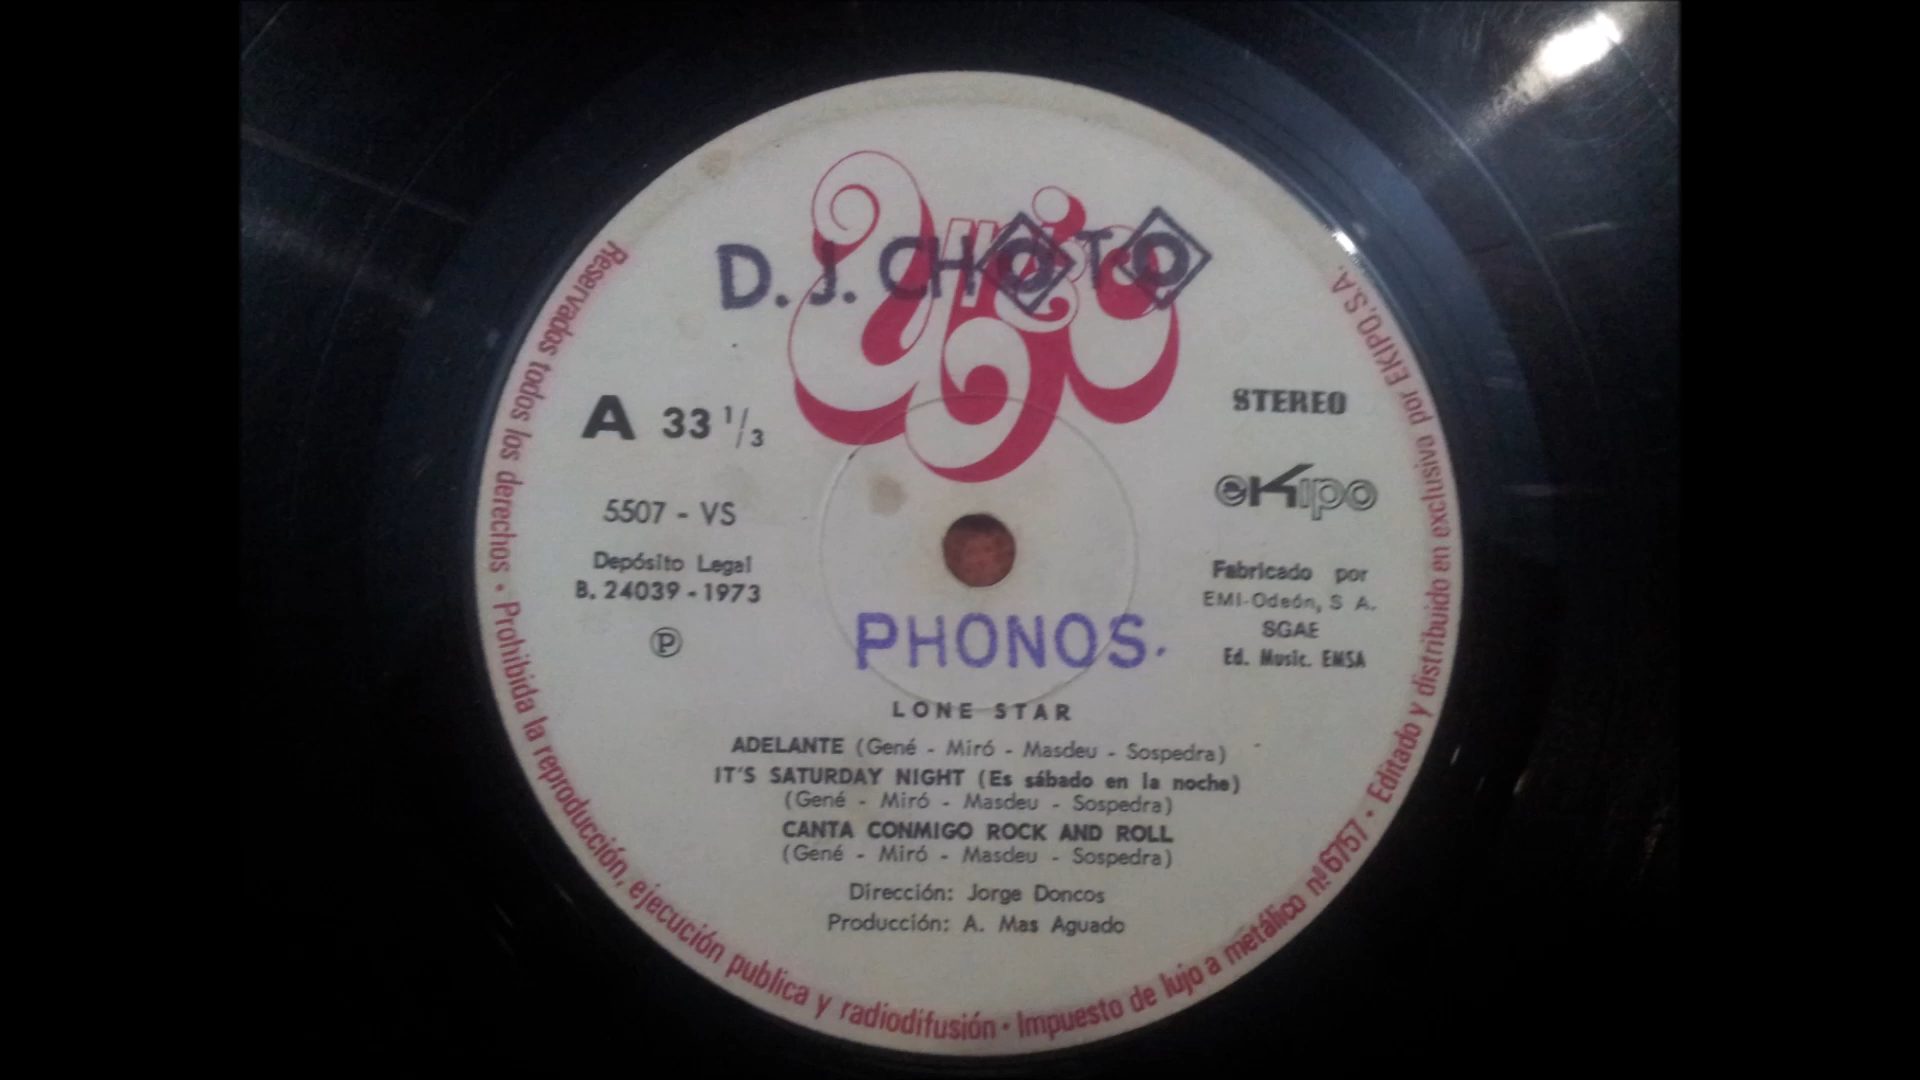 Unic
D. J. CHOTO
A 33 1/3
STEREO
5507 - VS
eKipo
Depósito Legal
B. 24039 - 1973
℗
Fabricado por
EMI-Odeón, S A.
SGAE
Ed. Music. EMSA
PHONOS.
LONE STAR
ADELANTE (Gené - Miró - Masdeu - Sospedra)
IT'S SATURDAY NIGHT (Es sábado en la noche)
(Gené - Miró - Masdeu - Sospedra)
CANTA CONMIGO ROCK AND ROLL
(Gené - Miró - Masdeu - Sospedra)
Dirección: Jorge Doncos
Producción: A. Mas Aguado
Reservados todos los derechos · Prohibida la reproducción, ejecución publica y radiodifusión · Impuesto de lujo a metálico n.º 6757 · Editado y distribuido en exclusiva por EKIPO, S.A.